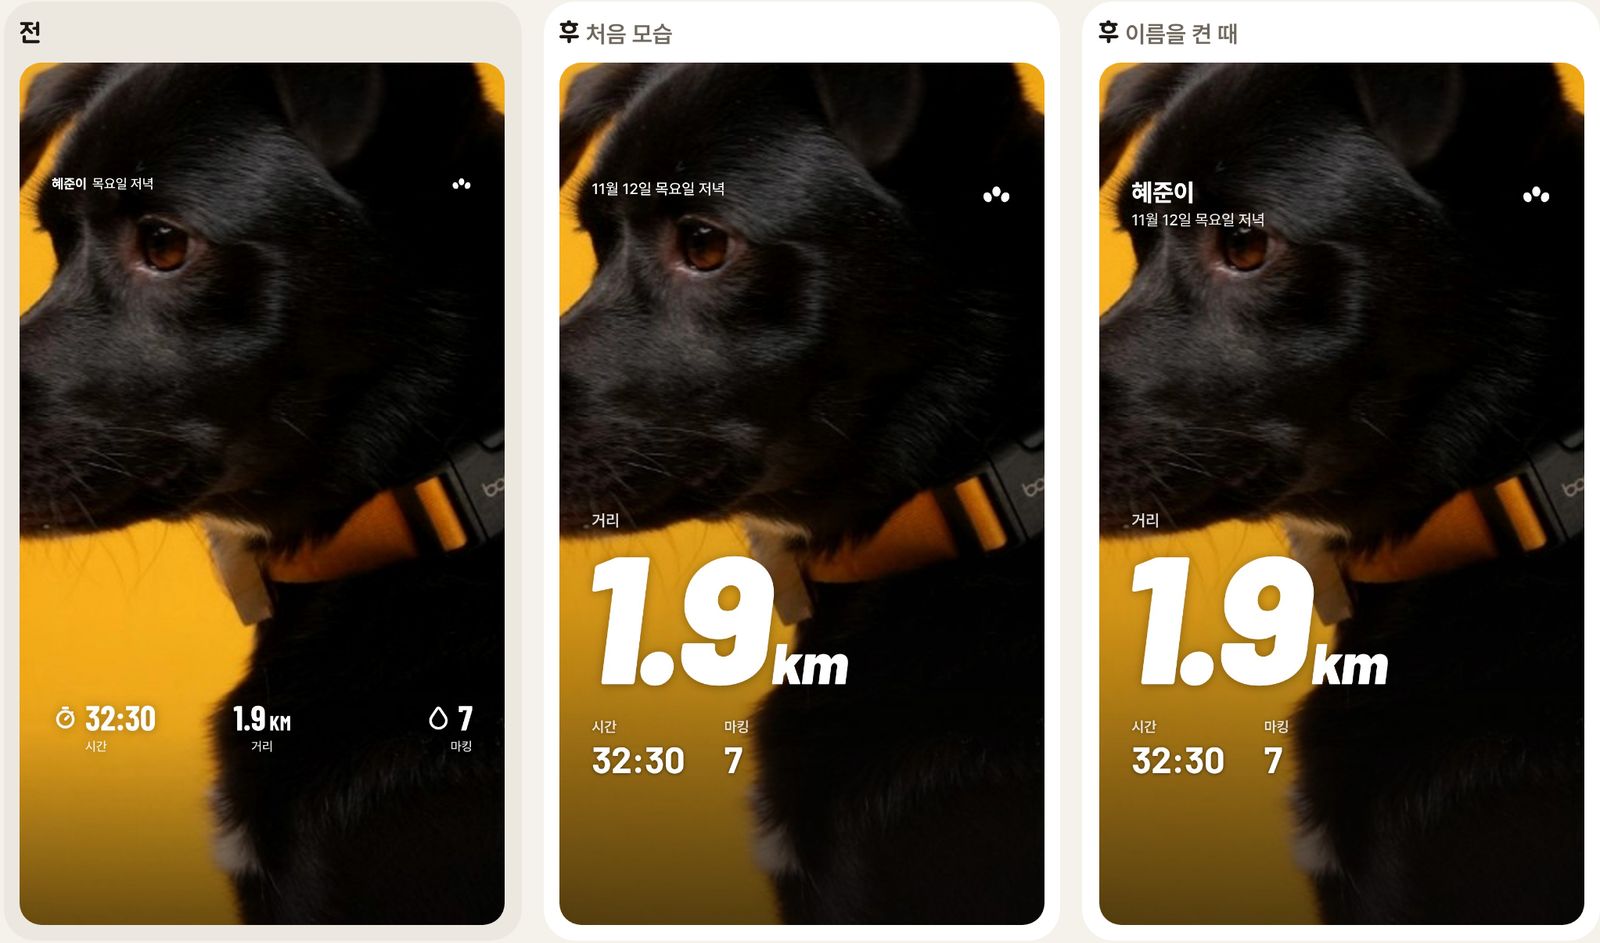 전
혜준이 목요일 저녁
32:30
시간
1.9 KM
거리
7
마킹
후 처음 모습
11월 12일 목요일 저녁
거리
1.9km
시간
32:30
마킹
7
후 이름을 켠 때
혜준이
11월 12일 목요일 저녁
거리
1.9km
시간
32:30
마킹
7